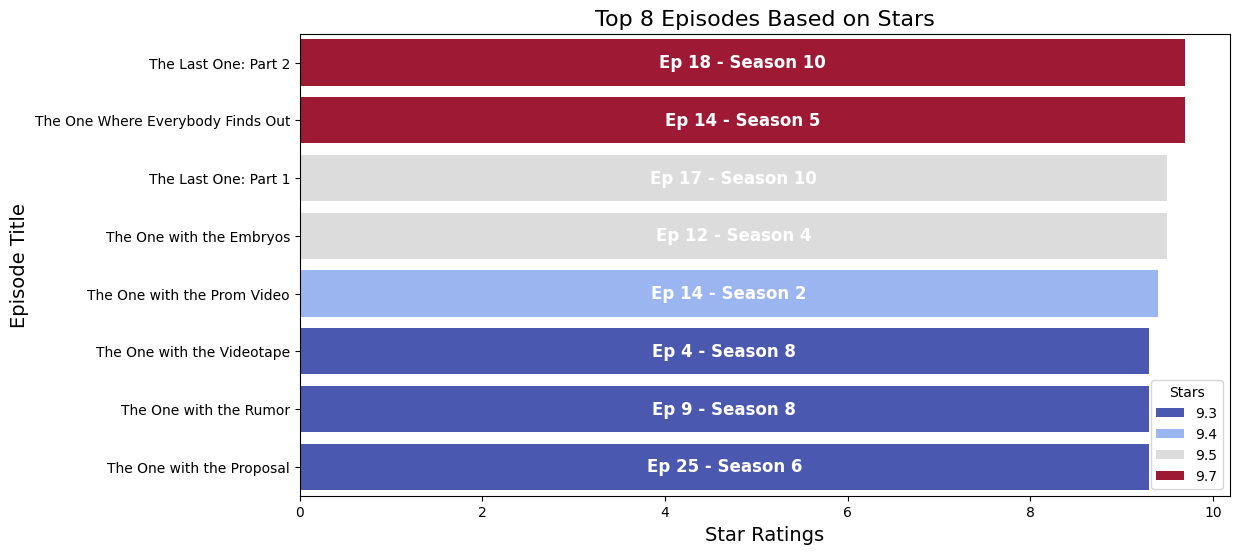 Top 8 Episodes Based on Stars
Episode Title
The Last One: Part 2
Ep 18 - Season 10
The One Where Everybody Finds Out
Ep 14 - Season 5
The Last One: Part 1
Ep 17 - Season 10
The One with the Embryos
Ep 12 - Season 4
The One with the Prom Video
Ep 14 - Season 2
The One with the Videotape
Ep 4 - Season 8
The One with the Rumor
Ep 9 - Season 8
The One with the Proposal
Ep 25 - Season 6
Stars
9.3
9.4
9.5
9.7
0 2 4 6 8 10
Star Ratings